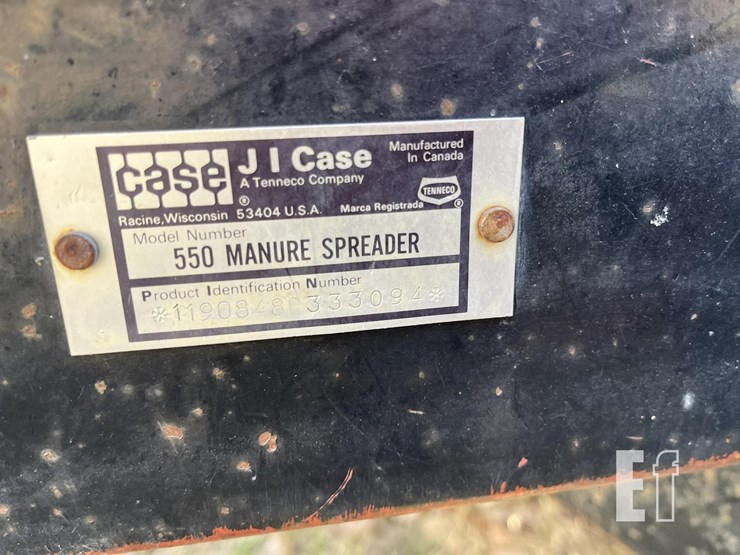 case
J I Case
A Tenneco Company
®
Manufactured
In Canada
TENNECO
®
Racine, Wisconsin 53404 U.S.A.
Marca Registrada
Model Number
550 MANURE SPREADER
Product Identification Number
Ef